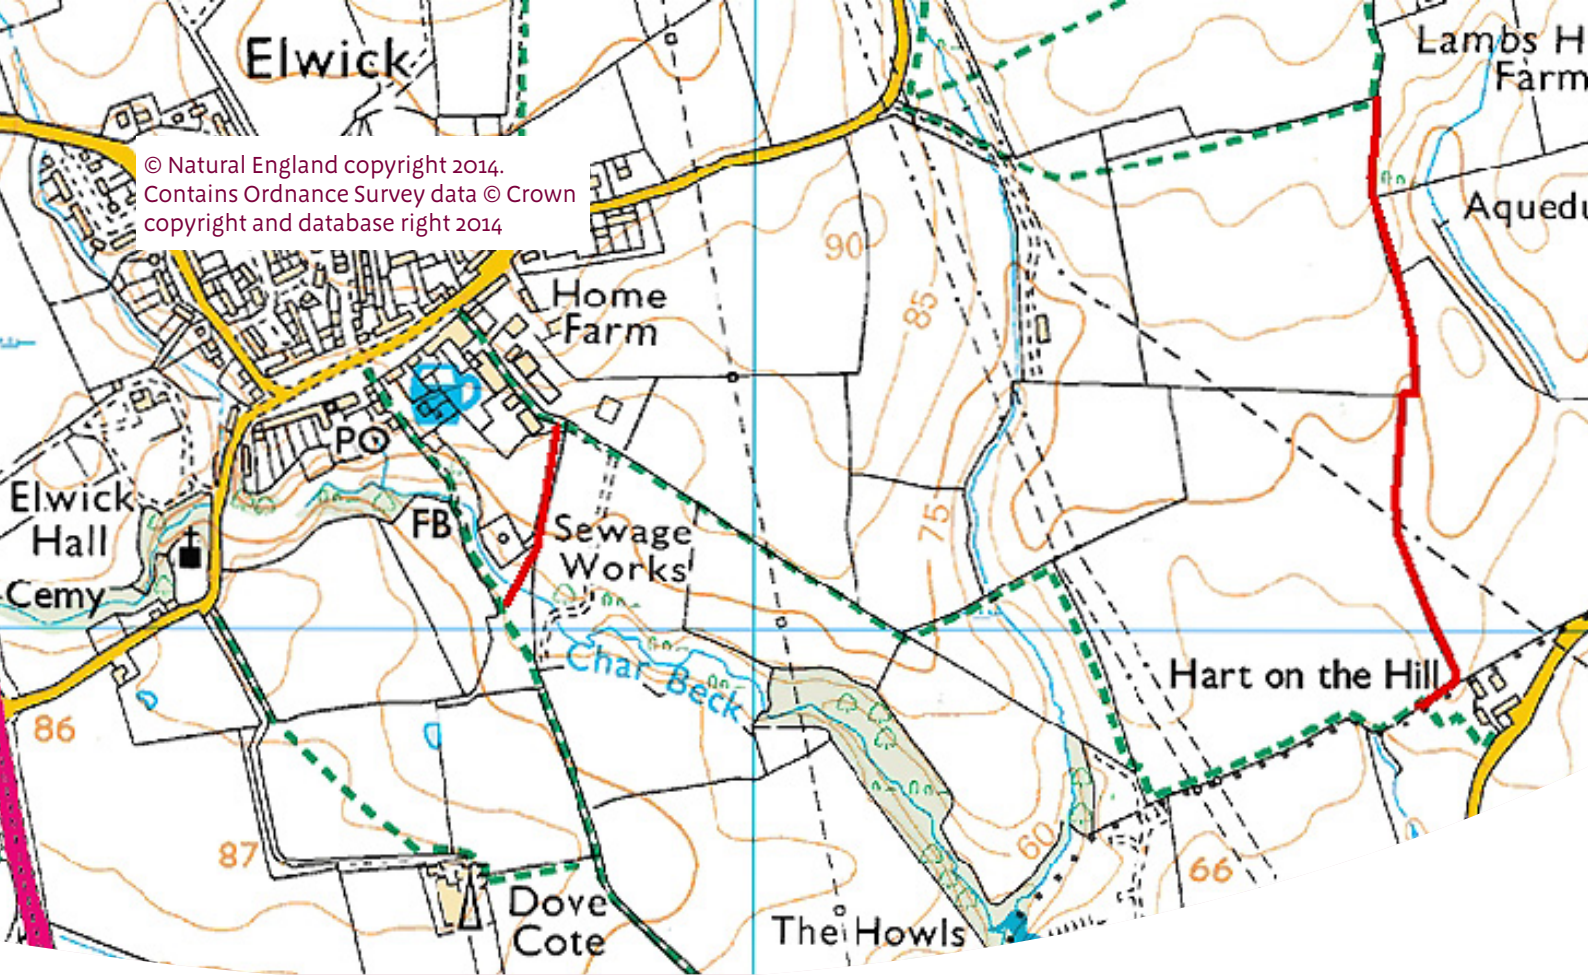 Elwick
Lambs H
Farm
© Natural England copyright 2014.
Contains Ordnance Survey data © Crown
copyright and database right 2014
Aquedu
90
Home
Farm
85
PO
Elwick
Hall
FB
75
Sewage
Works
Cemy
Char Beck
Hart on the Hill
86
87
60
66
Dove
Cote
The Howls